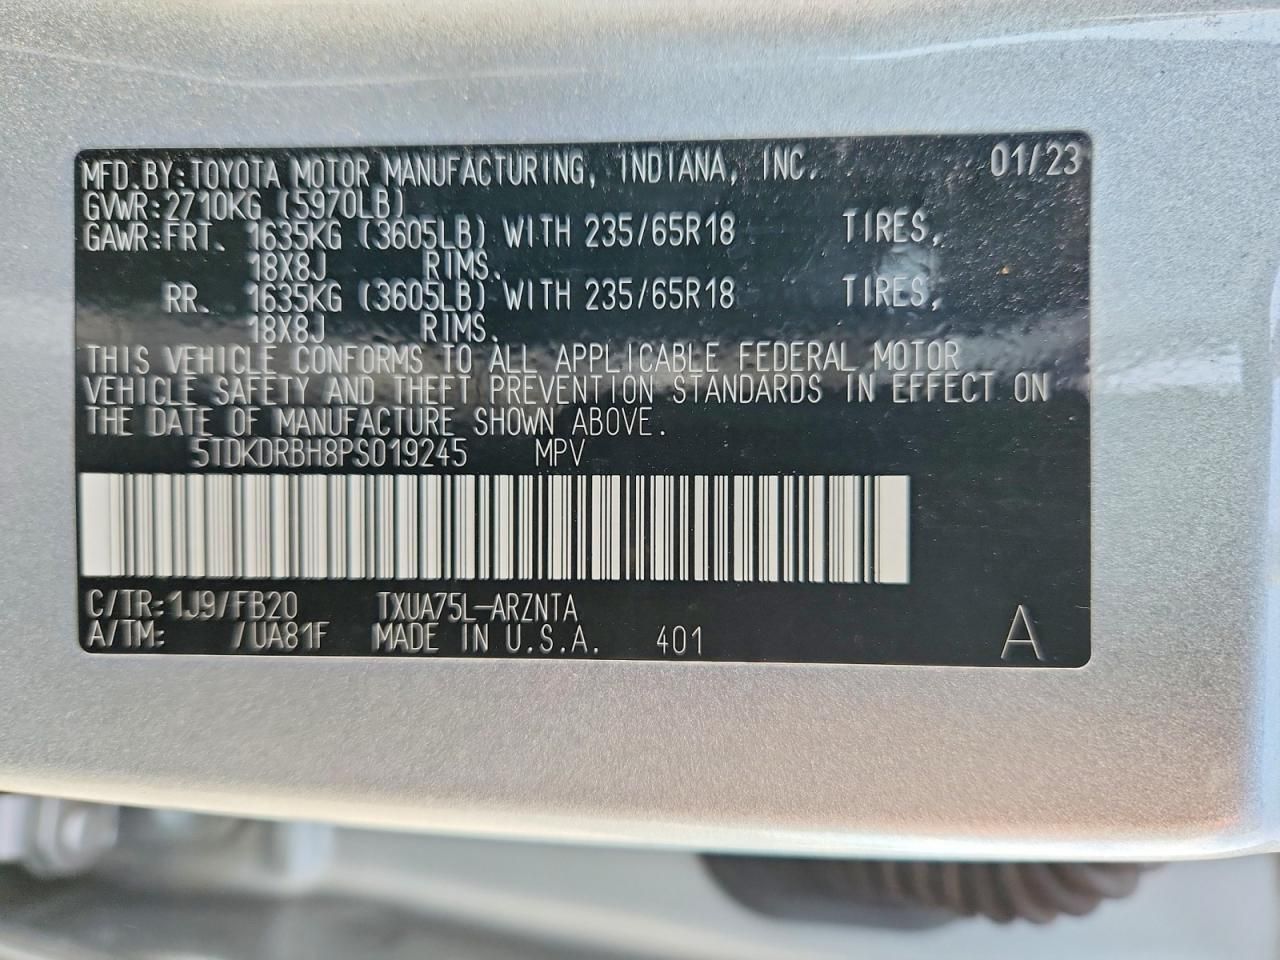 MFD.BY:TOYOTA MOTOR MANUFACTURING, INDIANA, INC. 01/23
GVWR:2710KG (5970LB)
GAWR:FRT. 1635KG (3605LB) WITH 235/65R18 TIRES,
18X8J RIMS.
RR. 1635KG (3605LB) WITH 235/65R18 TIRES,
18X8J RIMS.
THIS VEHICLE CONFORMS TO ALL APPLICABLE FEDERAL MOTOR
VEHICLE SAFETY AND THEFT PREVENTION STANDARDS IN EFFECT ON
THE DATE OF MANUFACTURE SHOWN ABOVE.
5TDKDRBH8PS019245 MPV
C/TR:1J9/FB20 TXUA75L-ARZNTA
A/TM: /UA81F MADE IN U.S.A. 401 A